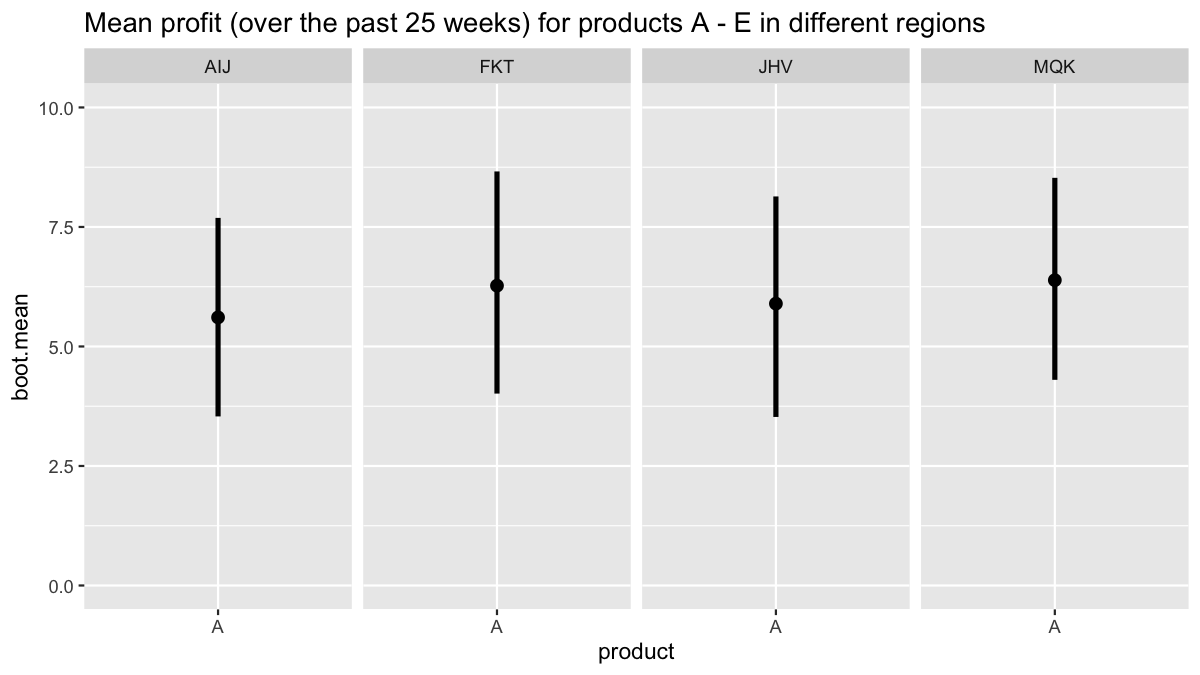 Mean profit (over the past 25 weeks) for products A - E in different regions
AIJ FKT JHV MQK
10.0
7.5
5.0
2.5
0.0
boot.mean
A A A A
product